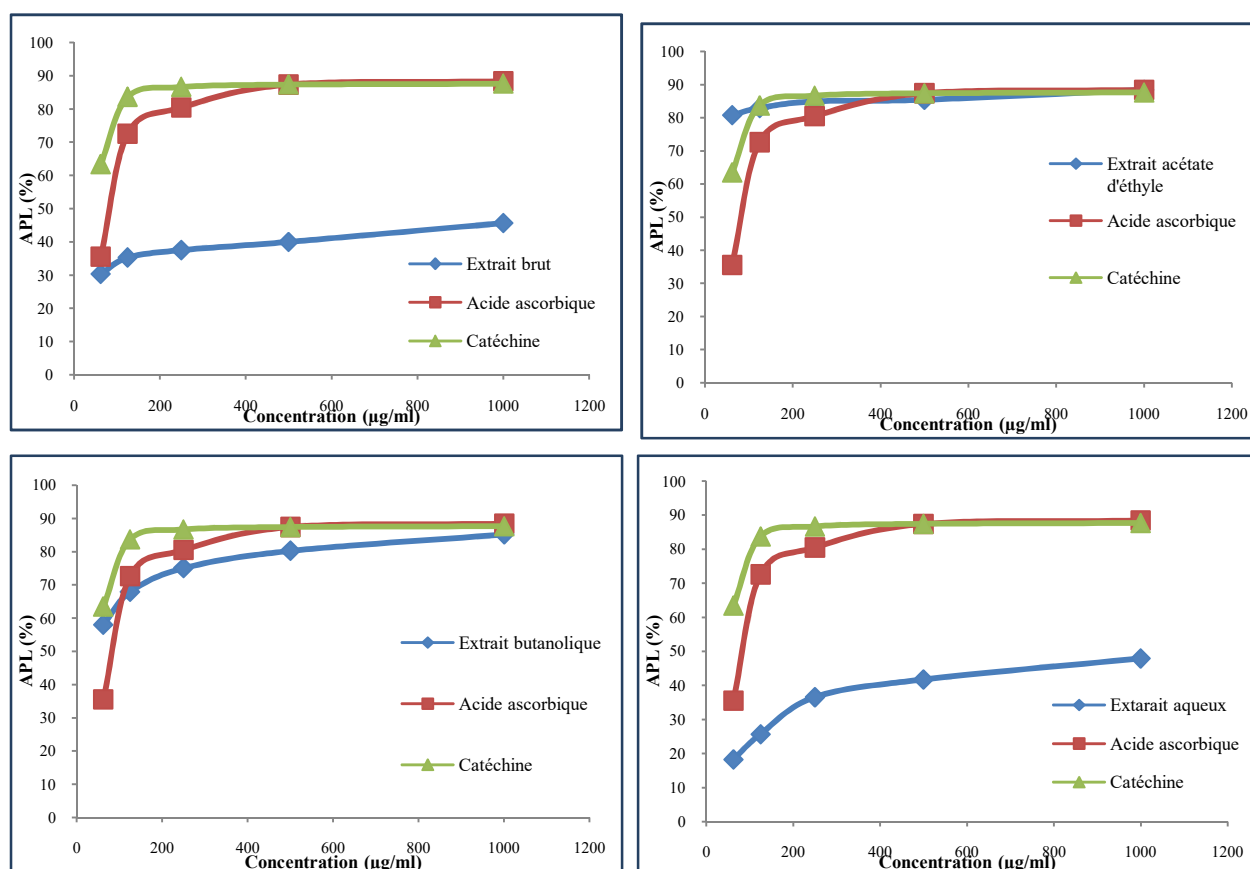 100
90
80
70
60
50
40
30
20
10
0
APL (%)
0 200 400 600 800 1000 1200
Concentration (µg/ml)
Extrait brut
Acide ascorbique
Catéchine
100
90
80
70
60
50
40
30
20
10
0
APL (%)
0 200 400 600 800 1000 1200
Concentration (µg/ml)
Extrait acétate
d'éthyle
Acide ascorbique
Catéchine
100
90
80
70
60
50
40
30
20
10
0
APL (%)
0 200 400 600 800 1000 1200
Concentration (µg/ml)
Extrait butanolique
Acide ascorbique
Catéchine
100
90
80
70
60
50
40
30
20
10
0
APL (%)
0 200 400 600 800 1000 1200
Concentration (µg/ml)
Extarait aqueux
Acide ascorbique
Catéchine